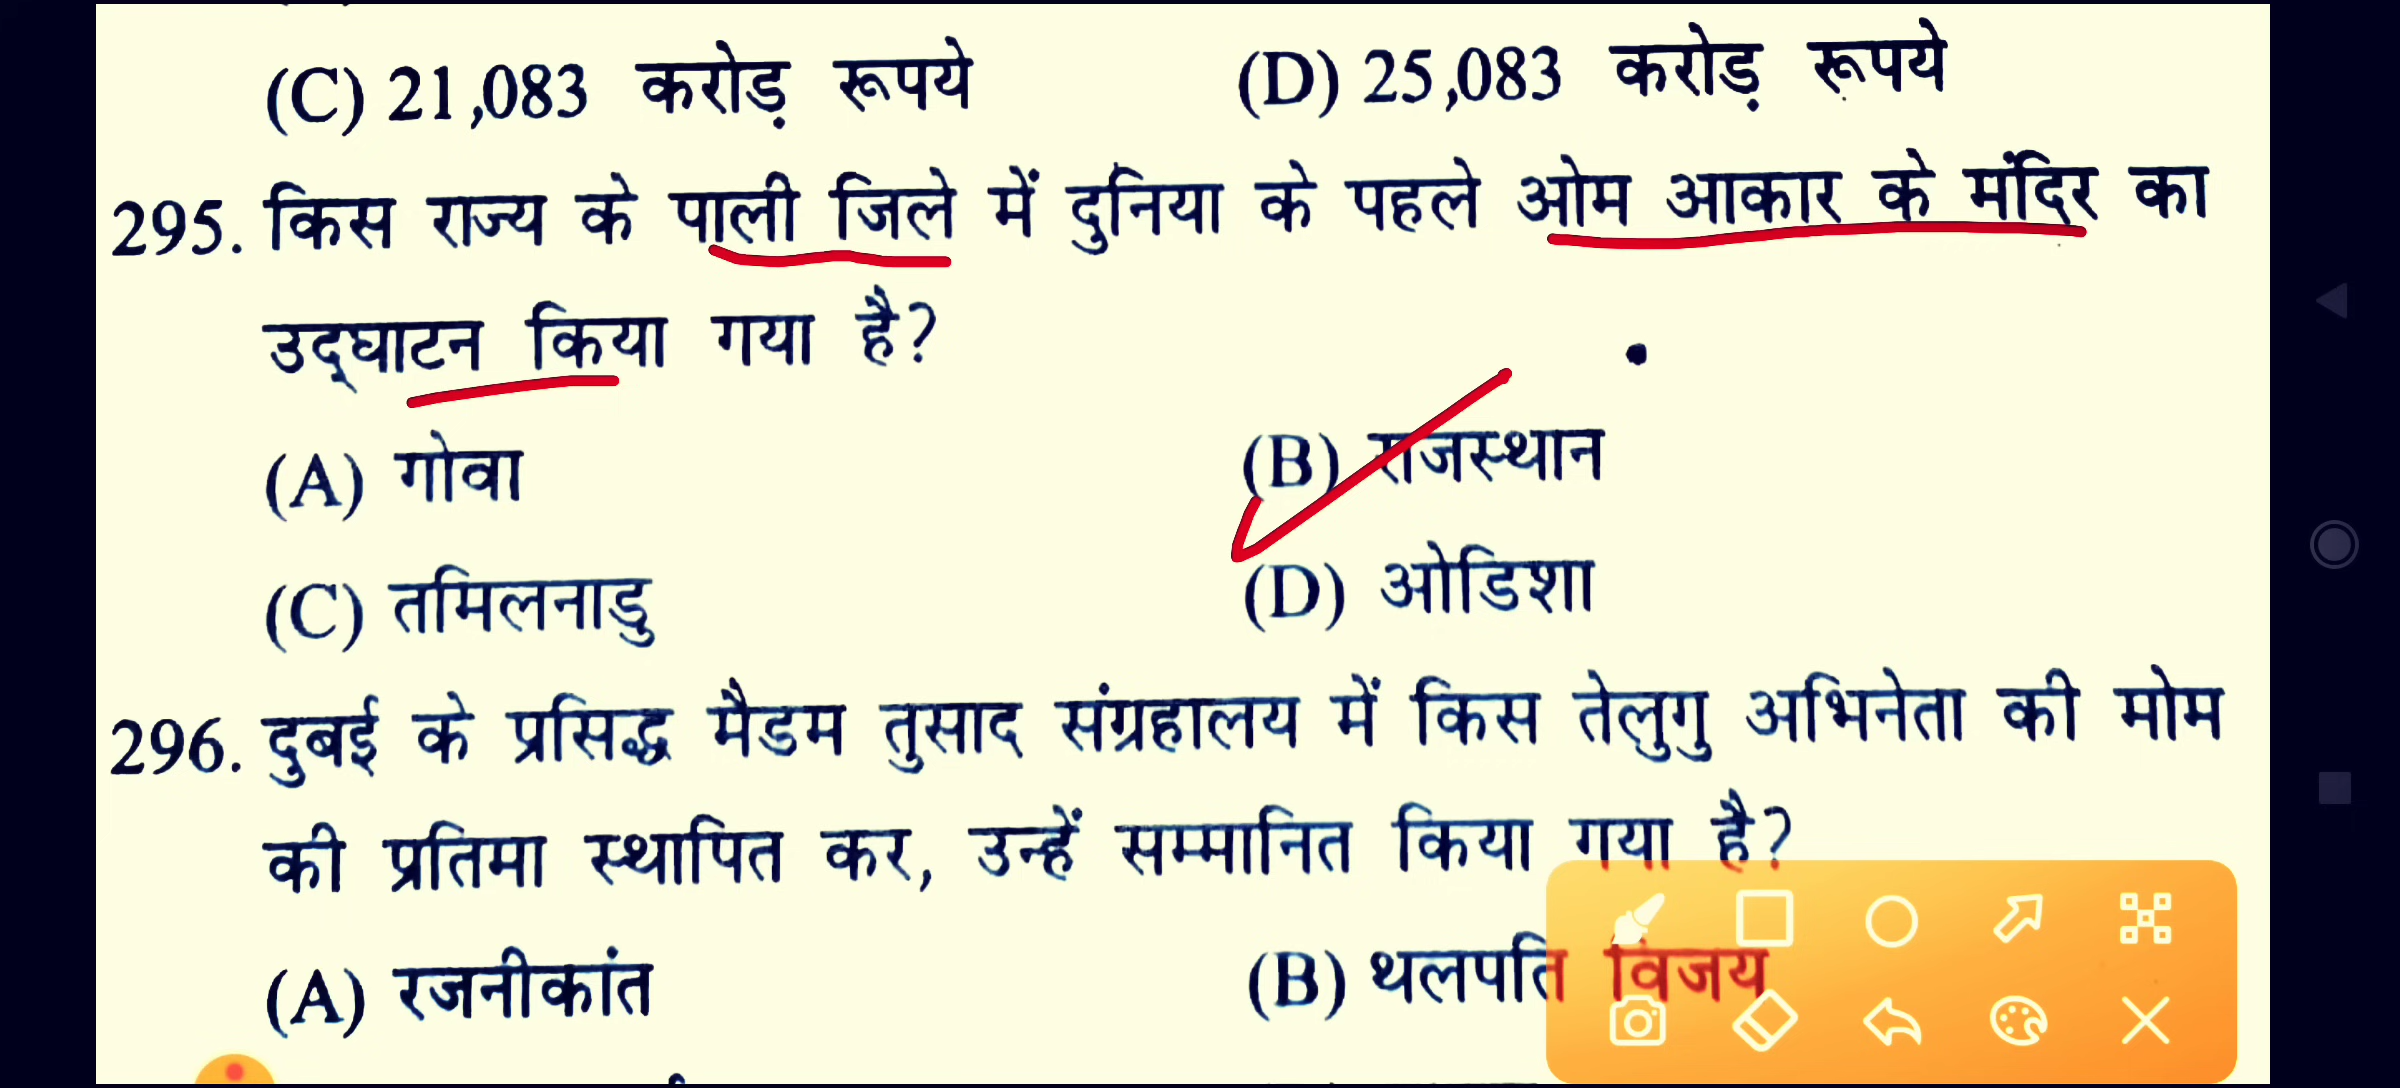 (C) 21,083 करोड़ रूपये (D) 25,083 करोड़ रूपये
295. किस राज्य के पाली जिले में दुनिया के पहले ओम आकार के मंदिर का
उद्घाटन किया गया है?
(A) गोवा (B) राजस्थान
(C) तमिलनाडु (D) ओडिशा
296. दुबई के प्रसिद्ध मैडम तुसाद संग्रहालय में किस तेलुगु अभिनेता की मोम
की प्रतिमा स्थापित कर, उन्हें सम्मानित किया गया है?
(A) रजनीकांत (B) थलपति विजय